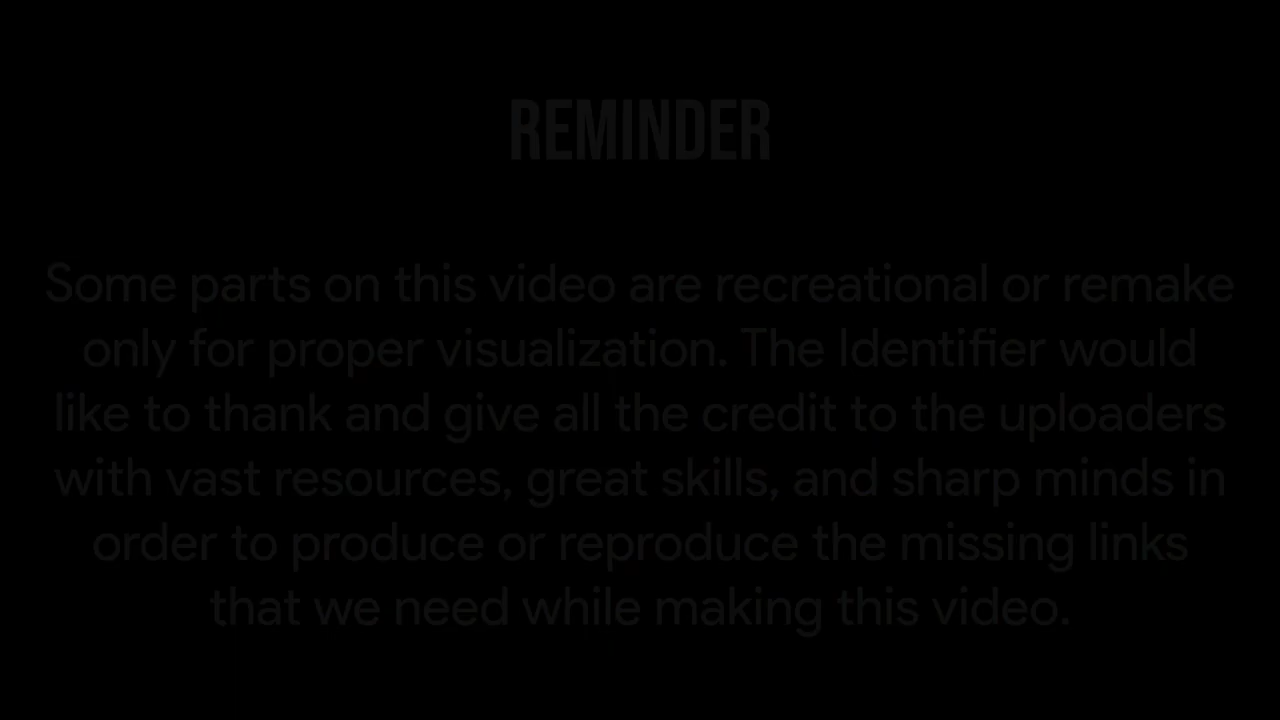 REMINDER
Some parts on this video are recreational or remake
only for proper visualization. The Identifier would
like to thank and give all the credit to the uploaders
with vast resources, great skills, and sharp minds in
order to produce or reproduce the missing links
that we need while making this video.